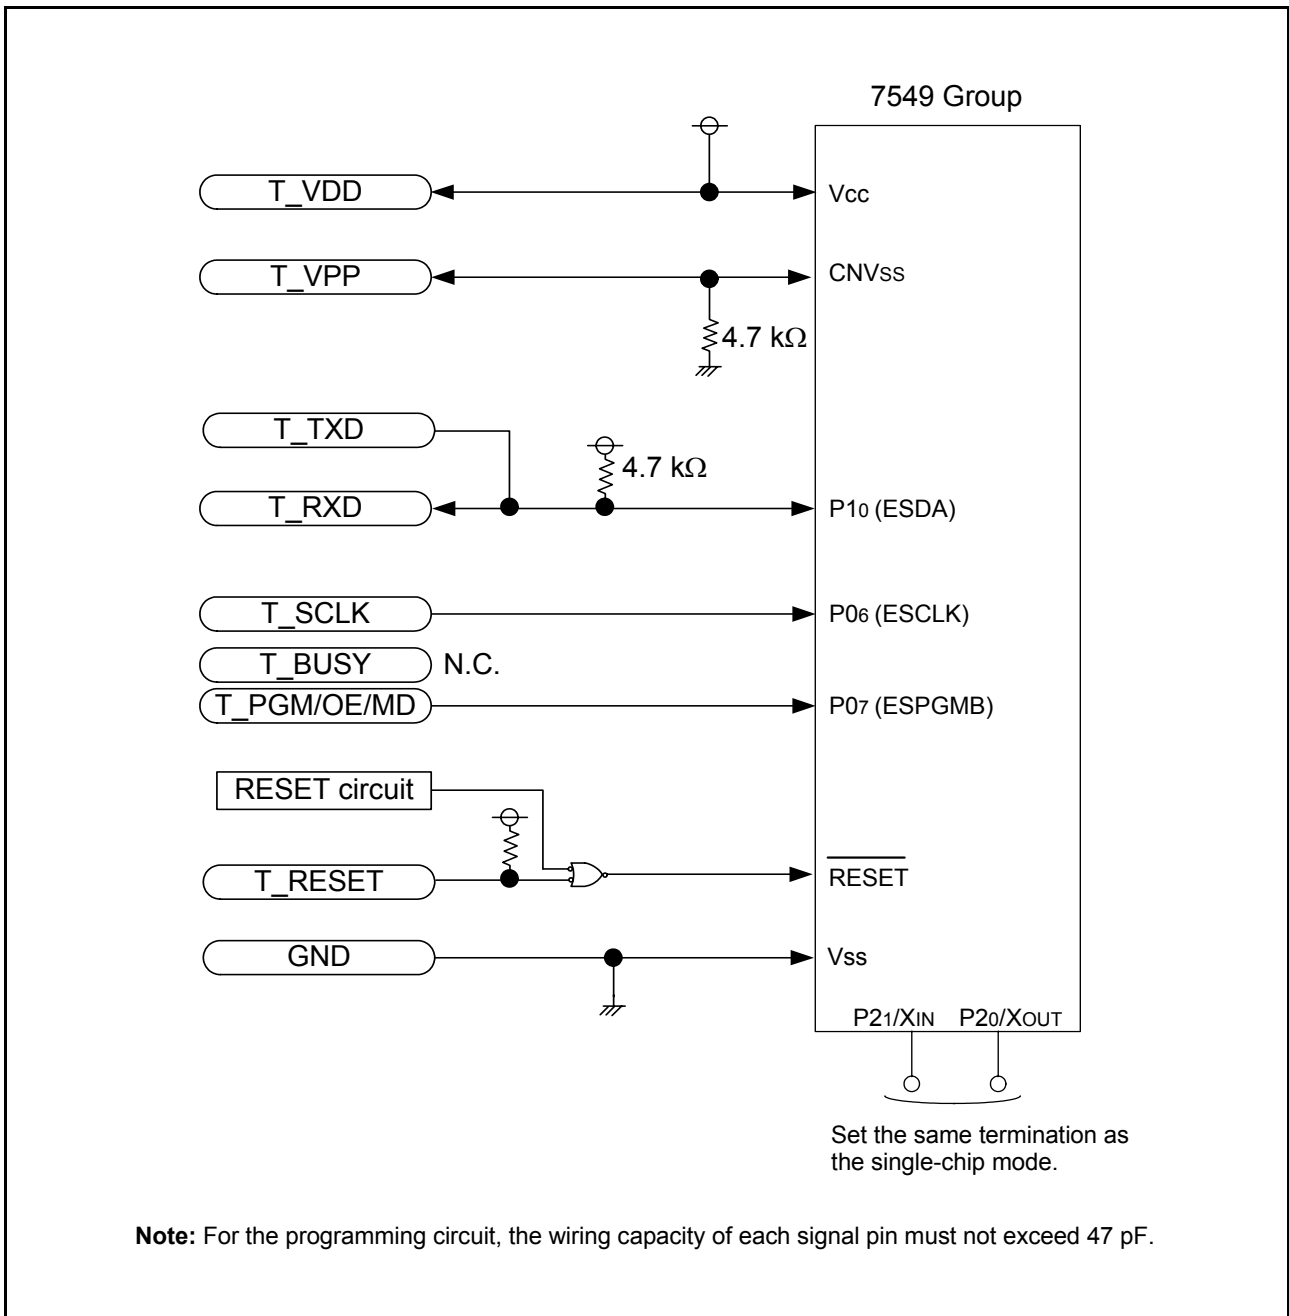 7549 Group
T_VDD
Vcc
T_VPP
CNVss
4.7 kΩ
T_TXD
4.7 kΩ
T_RXD
P10 (ESDA)
T_SCLK
P06 (ESCLK)
T_BUSY N.C.
T_PGM/OE/MD
P07 (ESPGMB)
RESET circuit
T_RESET
RESET
GND
Vss
P21/XIN P20/XOUT
Set the same termination as
the single-chip mode.
Note: For the programming circuit, the wiring capacity of each signal pin must not exceed 47 pF.